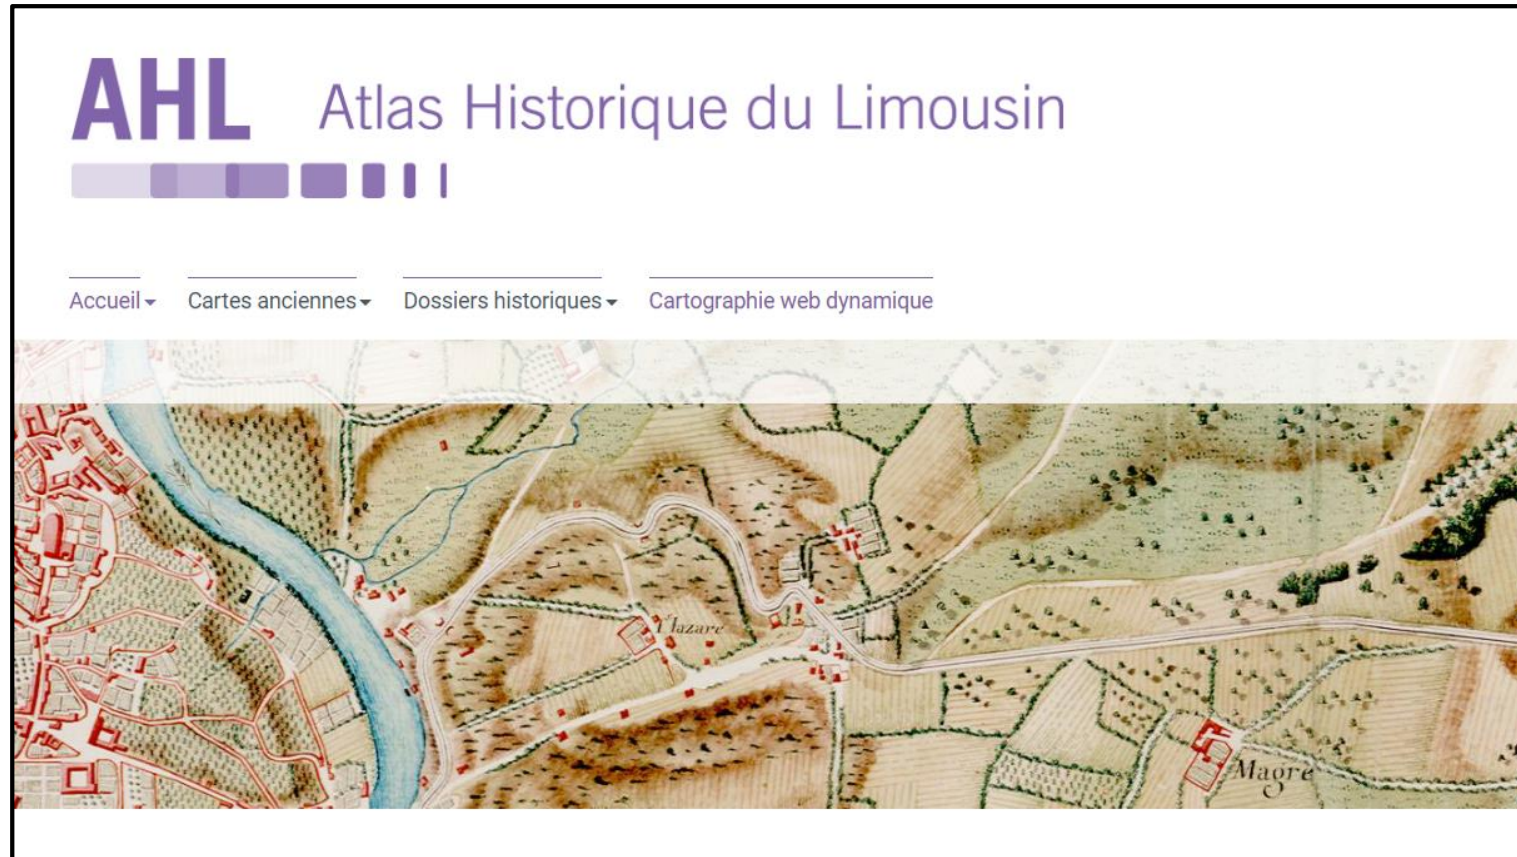 AHL Atlas Historique du Limousin
Accueil Cartes anciennes Dossiers historiques Cartographie web dynamique
Magre